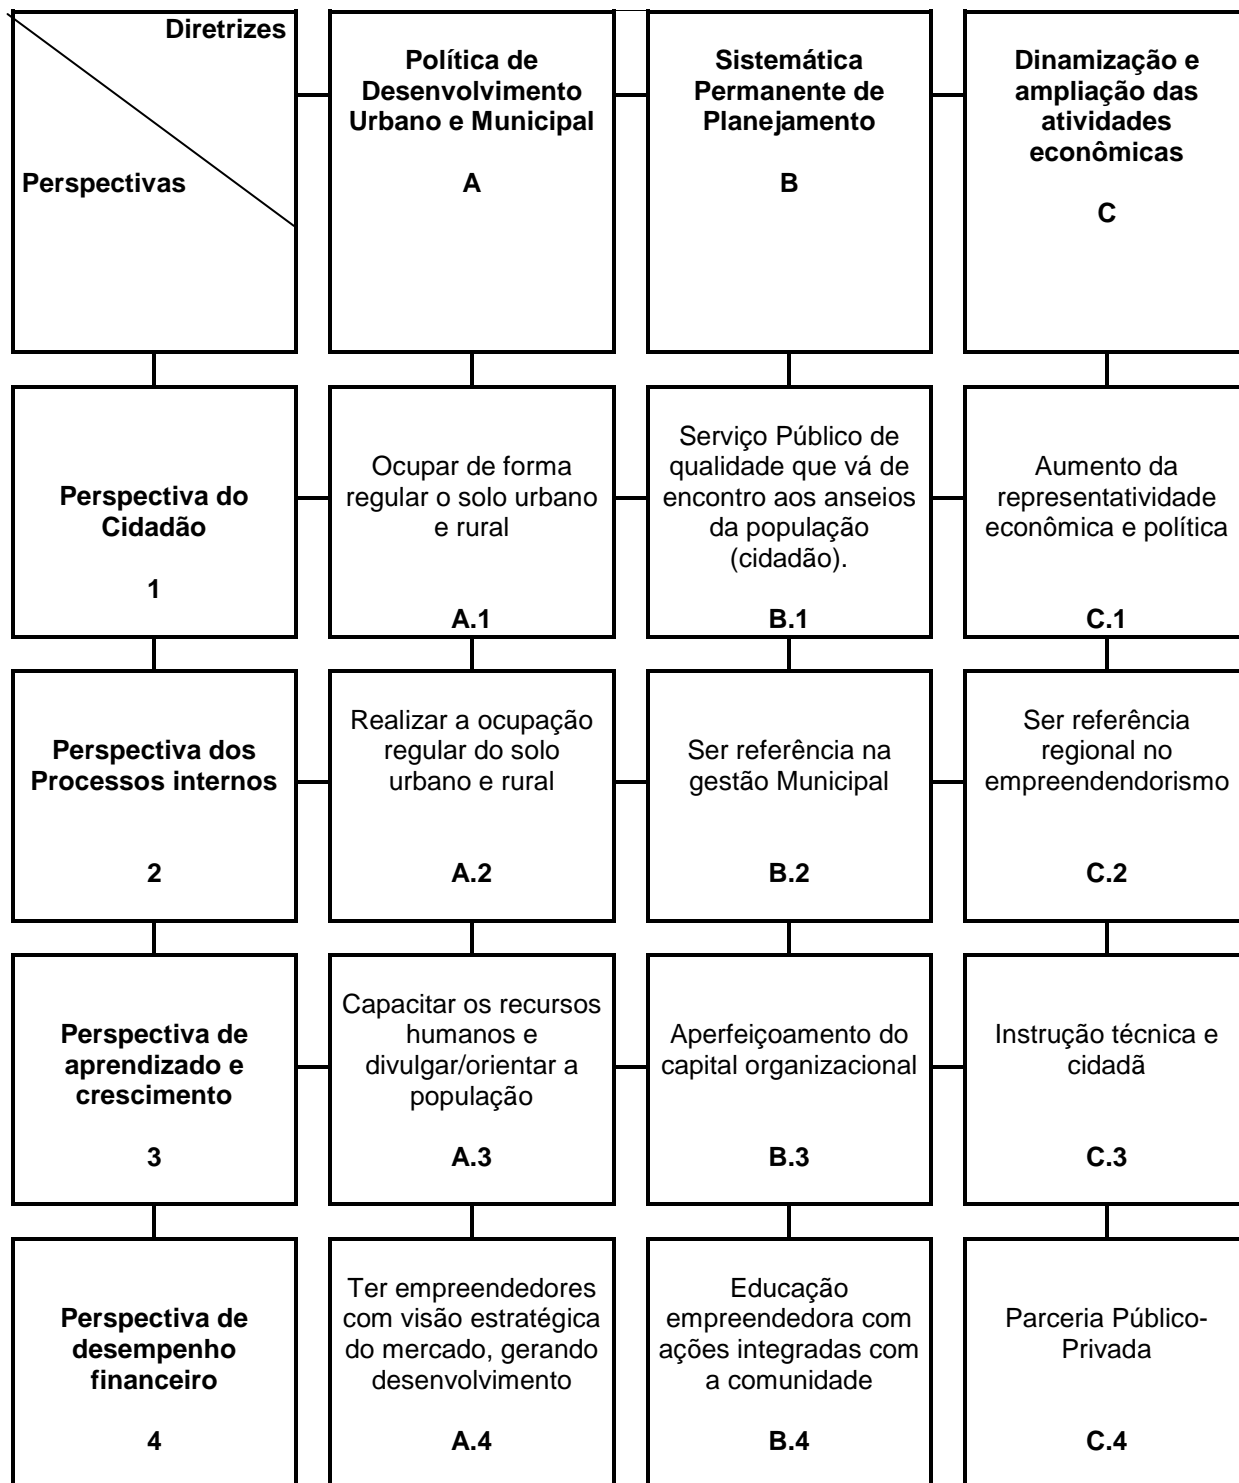 Diretrizes
Perspectivas
Política de
Desenvolvimento
Urbano e Municipal
A
Sistemática
Permanente de
Planejamento
B
Dinamização e
ampliação das
atividades
econômicas
C
Perspectiva do
Cidadão
1
Ocupar de forma
regular o solo urbano
e rural
A.1
Serviço Público de
qualidade que vá de
encontro aos anseios
da população
(cidadão).
B.1
Aumento da
representatividade
econômica e política
C.1
Perspectiva dos
Processos internos
2
Realizar a ocupação
regular do solo
urbano e rural
A.2
Ser referência na
gestão Municipal
B.2
Ser referência
regional no
empreendendorismo
C.2
Perspectiva de
aprendizado e
crescimento
3
Capacitar os recursos
humanos e
divulgar/orientar a
população
A.3
Aperfeiçoamento do
capital organizacional
B.3
Instrução técnica e
cidadã
C.3
Perspectiva de
desempenho
financeiro
4
Ter empreendedores
com visão estratégica
do mercado, gerando
desenvolvimento
A.4
Educação
empreendedora com
ações integradas com
a comunidade
B.4
Parceria Público-
Privada
C.4